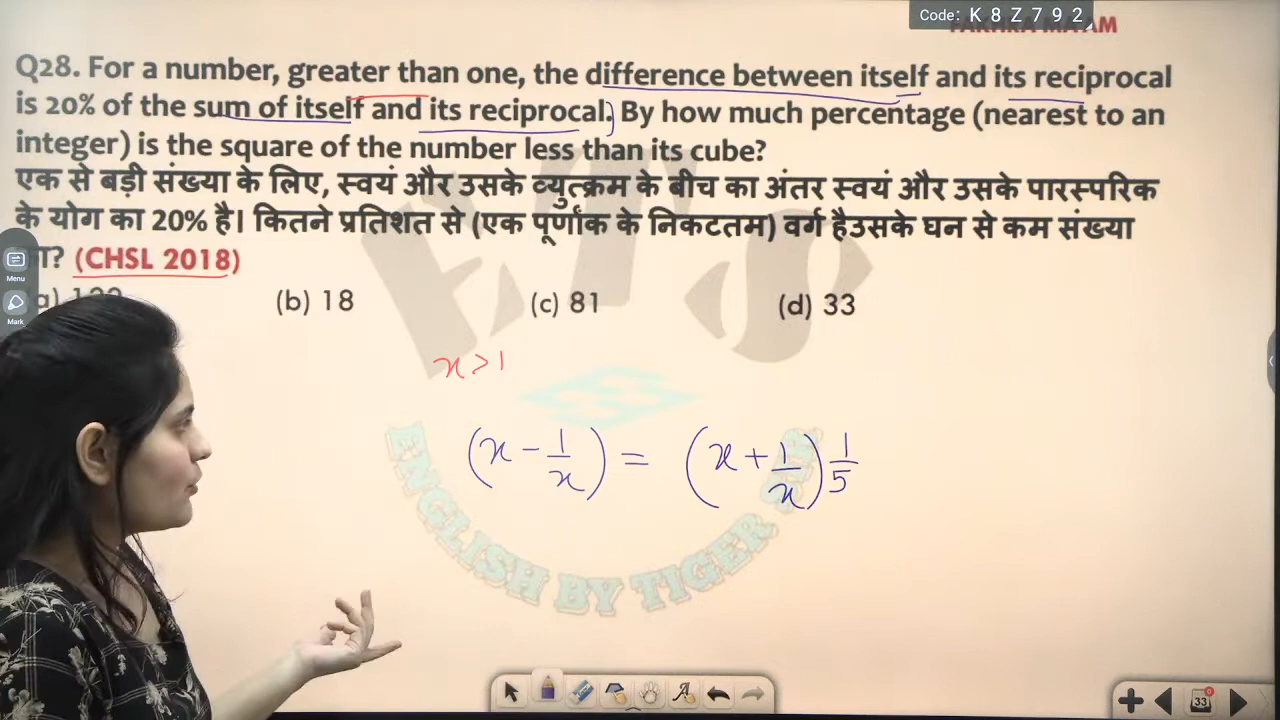 Code: K 8 Z 7 9 2
Q28. For a number, greater than one, the difference between itself and its reciprocal
is 20% of the sum of itself and its reciprocal. By how much percentage (nearest to an
integer) is the square of the number less than its cube?
एक से बड़ी संख्या के लिए, स्वयं और उसके व्युत्क्रम के बीच का अंतर स्वयं और उसके पारस्परिक
के योग का 20% है। कितने प्रतिशत से (एक पूर्णांक के निकटतम) वर्ग हैउसके घन से कम संख्या
(CHSL 2018)
(b) 18 (c) 81 (d) 33
x > 1
(x - 1/x) = (x + 1/x) 1/5
ETS
ENGLISH BY TIGER SIR
Menu
Mark
33